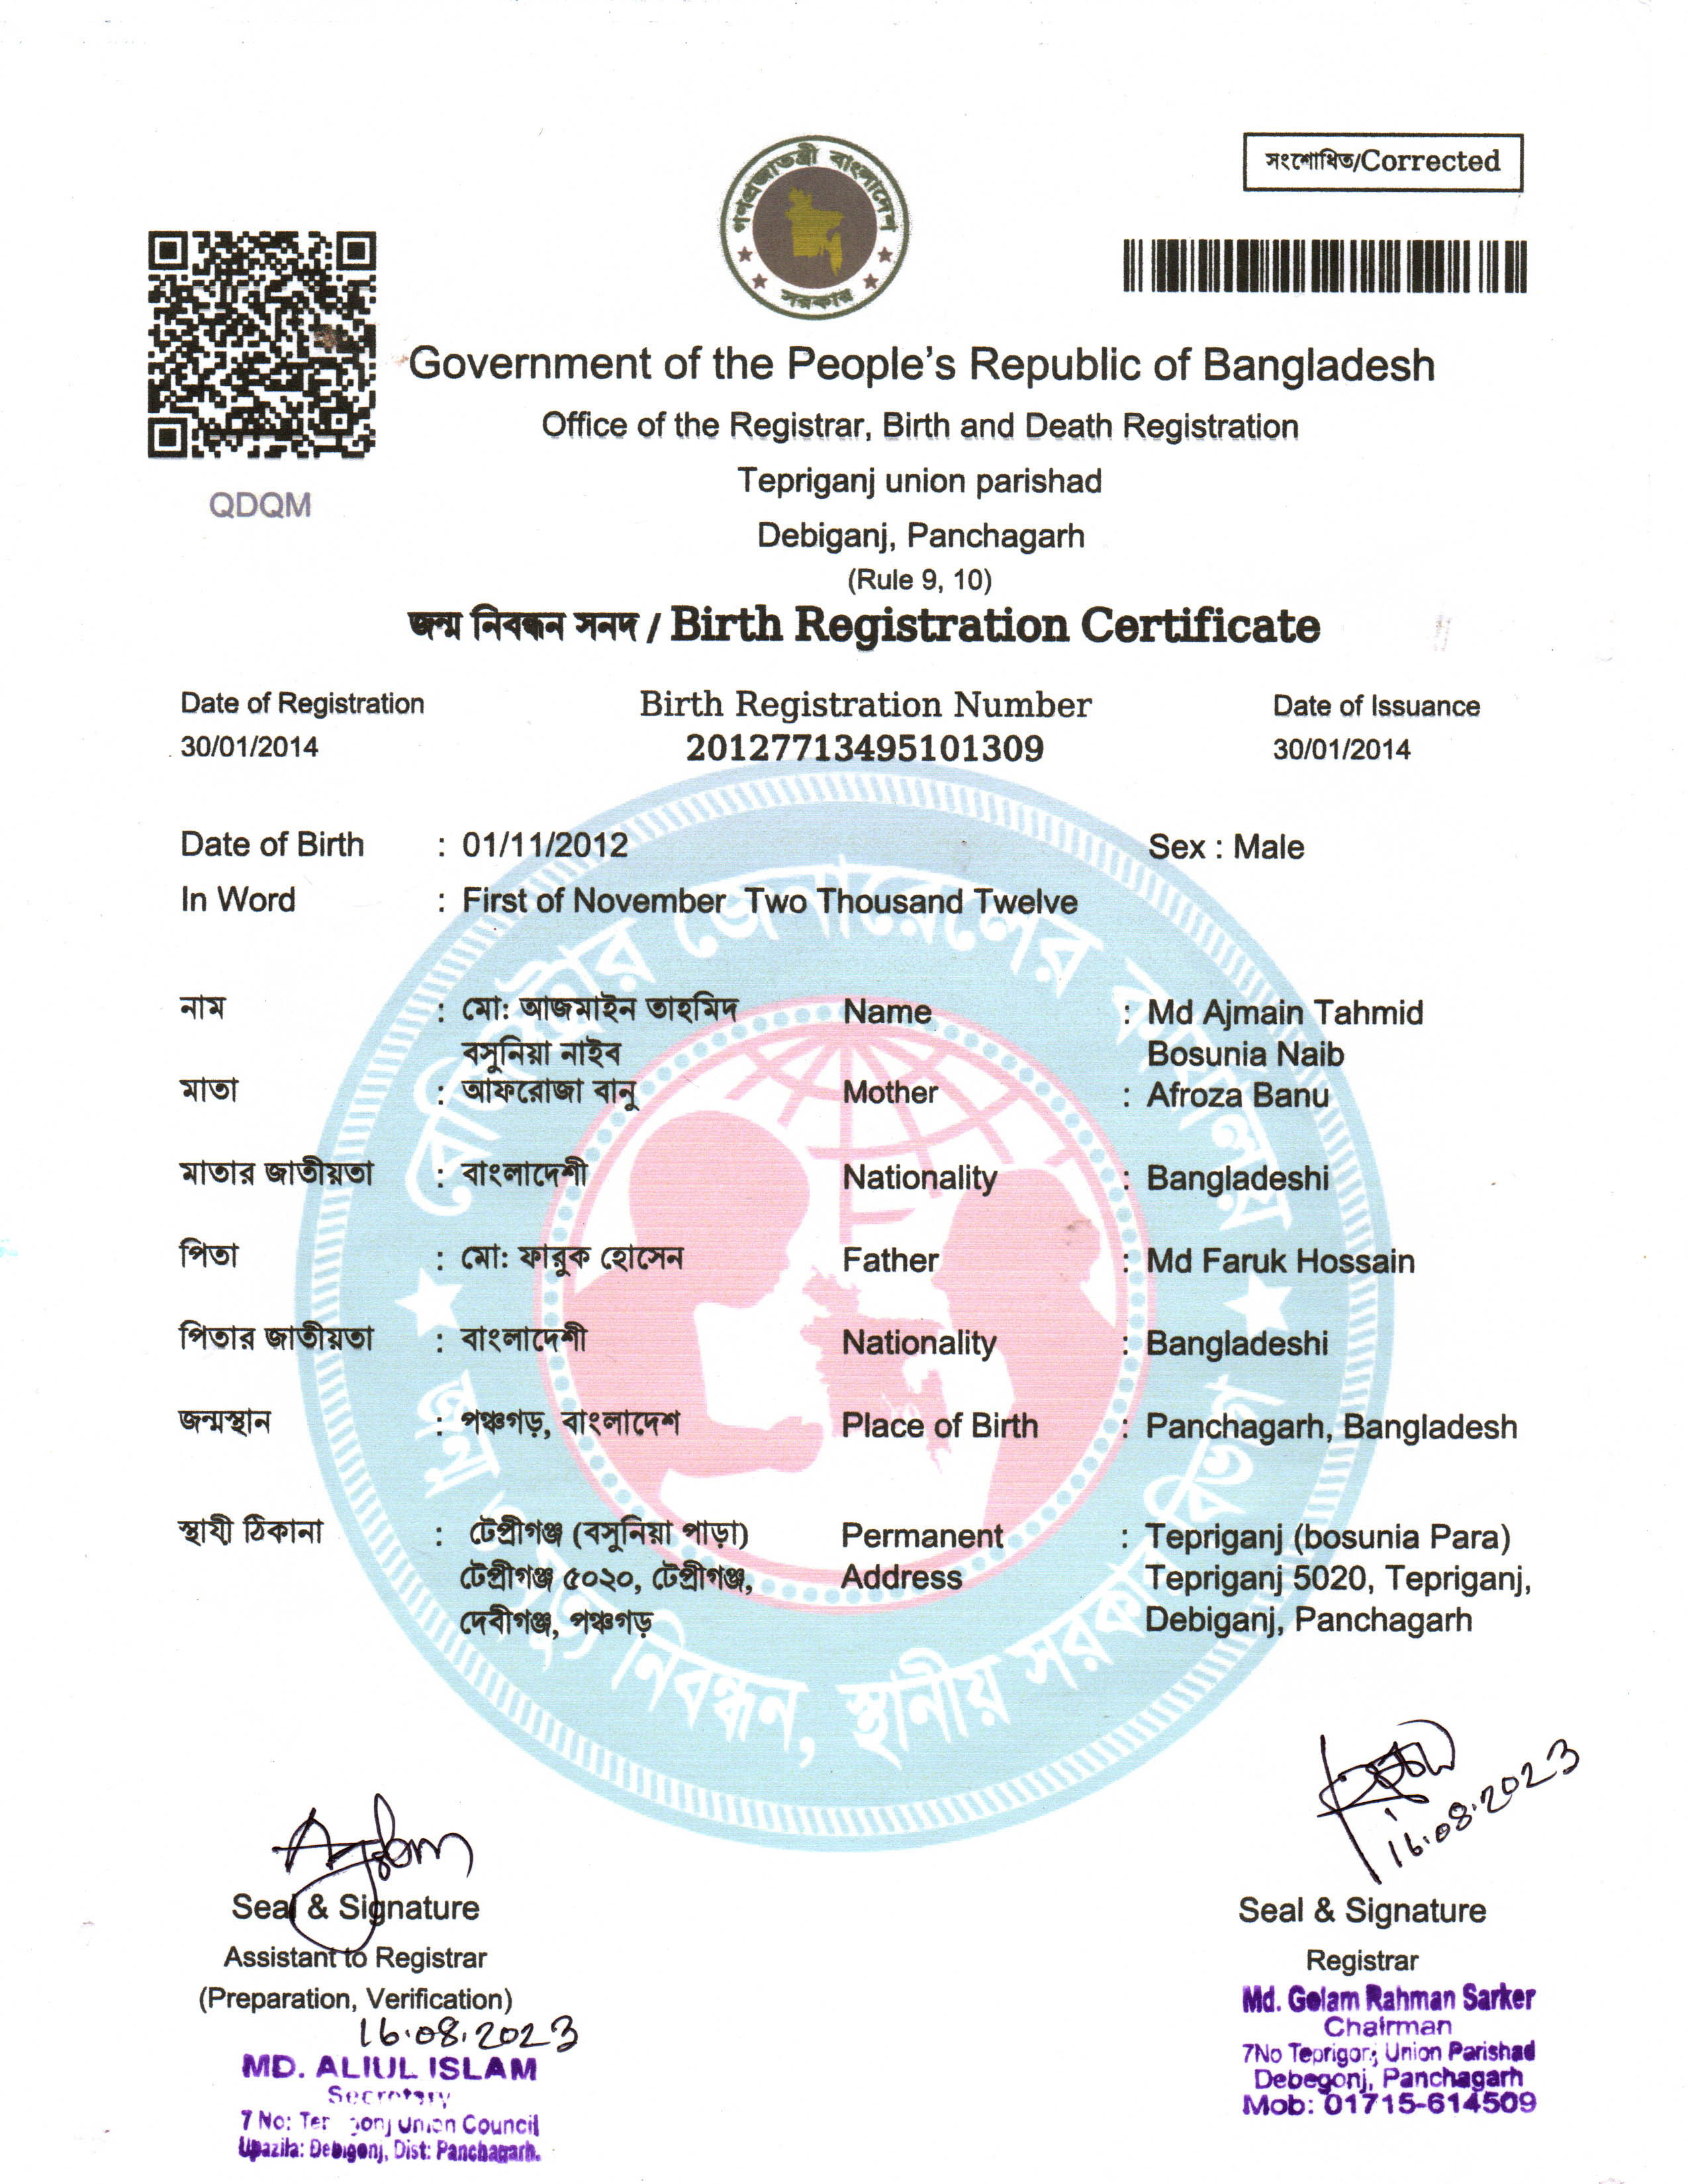 সংশোধিত/Corrected
গণপ্রজাতন্ত্রী বাংলাদেশ
সরকার
QDQM
Government of the People's Republic of Bangladesh
Office of the Registrar, Birth and Death Registration
Tepriganj union parishad
Debiganj, Panchagarh
(Rule 9, 10)
জন্ম নিবন্ধন সনদ / Birth Registration Certificate
Date of Registration Birth Registration Number Date of Issuance
30/01/2014 20127713495101309 30/01/2014
Date of Birth : 01/11/2012 Sex : Male
In Word : First of November Two Thousand Twelve
রেজিস্ট্রার জেনারেলের কার্যালয়
নাম : মো: আজমাইন তাহমিদ Name : Md Ajmain Tahmid
বসুনিয়া নাইব Bosunia Naib
মাতা : আফরোজা বানু Mother : Afroza Banu
মাতার জাতীয়তা : বাংলাদেশী Nationality : Bangladeshi
পিতা : মো: ফারুক হোসেন Father : Md Faruk Hossain
পিতার জাতীয়তা : বাংলাদেশী Nationality : Bangladeshi
জন্মস্থান : পঞ্চগড়, বাংলাদেশ Place of Birth : Panchagarh, Bangladesh
স্থায়ী ঠিকানা : টেপ্রীগঞ্জ (বসুনিয়া পাড়া) Permanent : Tepriganj (bosunia Para)
টেপ্রীগঞ্জ ৫০২০, টেপ্রীগঞ্জ, Address Tepriganj 5020, Tepriganj,
দেবীগঞ্জ, পঞ্চগড় Debiganj, Panchagarh
জন্ম ও মৃত্যু নিবন্ধন, স্থানীয় সরকার বিভাগ
16.08.2023
Seal & Signature Seal & Signature
Assistant to Registrar Registrar
(Preparation, Verification)
16.08.2023
MD. ALIUL ISLAM
Secretary
7 No: Union Council
Upazila: Debigonj, Dist: Panchagarh.
Md. Golam Rahman Sarker
Chairman
7No Union Parishad
Debegonj, Panchagarh
Mob: 01715-614509